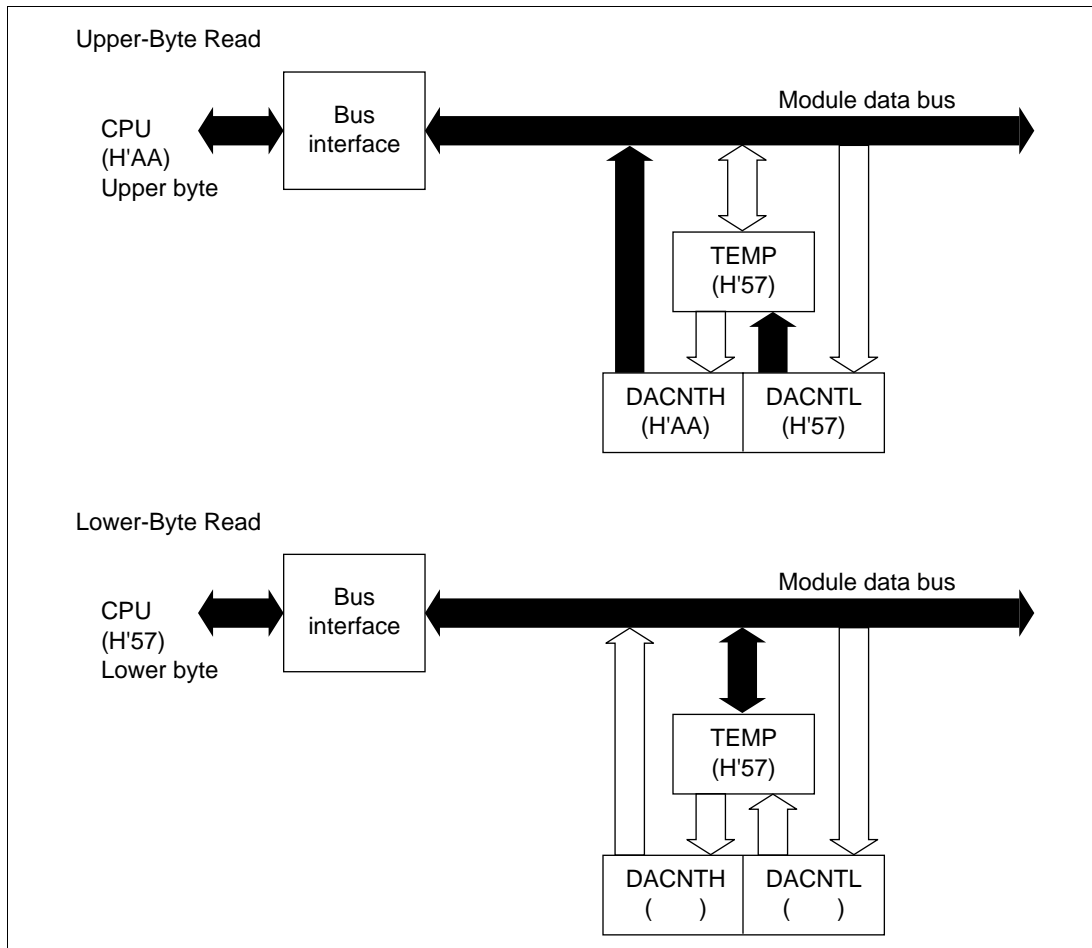 Upper-Byte Read
CPU
(H'AA)
Upper byte
Bus
interface
Module data bus
TEMP
(H'57)
DACNTH
(H'AA)
DACNTL
(H'57)
Lower-Byte Read
CPU
(H'57)
Lower byte
Bus
interface
Module data bus
TEMP
(H'57)
DACNTH
(    )
DACNTL
(    )